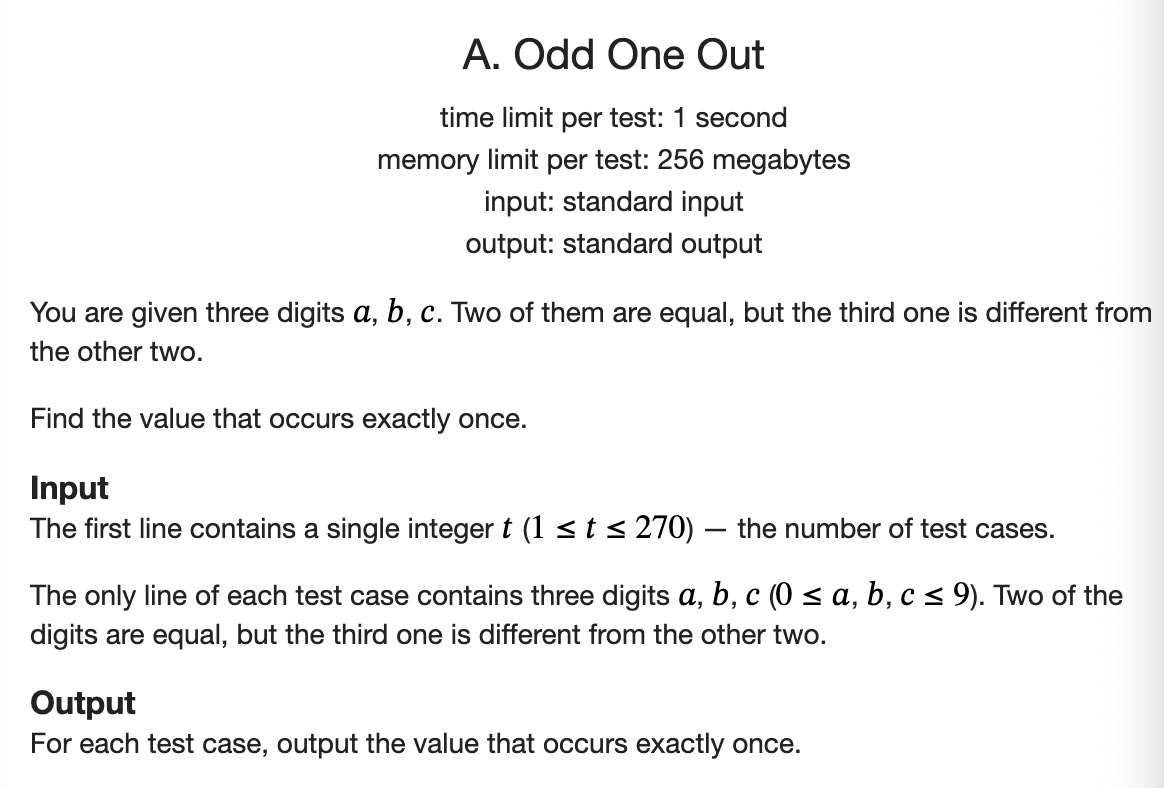 A. Odd One Out
time limit per test: 1 second
memory limit per test: 256 megabytes
input: standard input
output: standard output
You are given three digits a, b, c. Two of them are equal, but the third one is different from
the other two.
Find the value that occurs exactly once.
Input
The first line contains a single integer t (1 ≤ t ≤ 270) — the number of test cases.
The only line of each test case contains three digits a, b, c (0 ≤ a, b, c ≤ 9). Two of the
digits are equal, but the third one is different from the other two.
Output
For each test case, output the value that occurs exactly once.